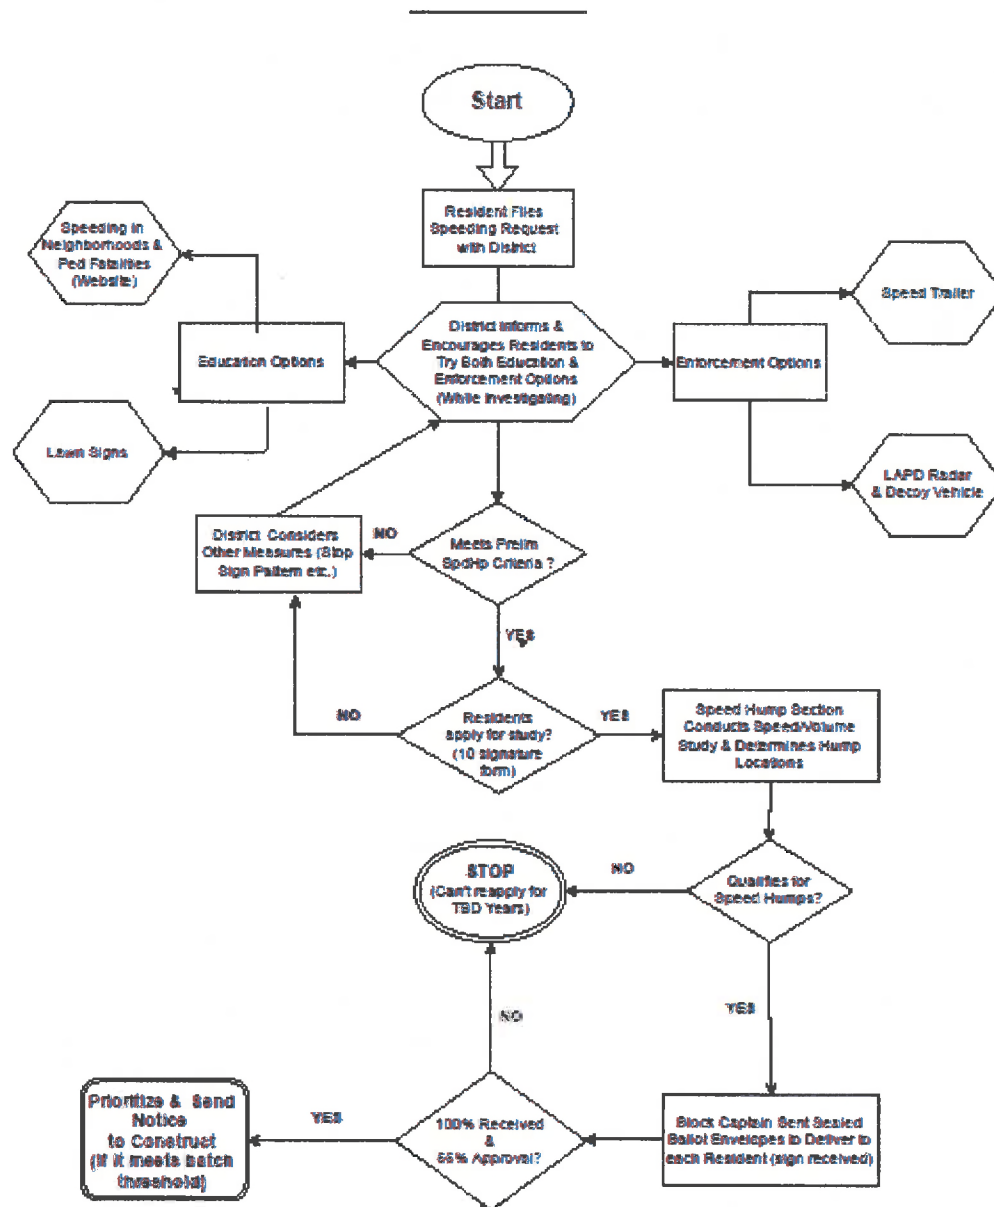 Start
Resident Files
Speeding Request
with District
Speeding in
Neighborhoods &
Ped Fatalities
(Website)
Speed Trailer
District Informs &
Encourages Residents to
Try Both Education &
Enforcement Options
(While Investigating)
Education Options
Enforcement Options
Lawn Signs
LAPD Radar
& Decoy Vehicle
District Considers
Other Measures (Stop
Sign Pattern etc.)
NO
Meets Prelim
SpdHp Criteria ?
YES
NO
Residents
apply for study?
(10 signature
form)
YES
Speed Hump Section
Conducts Speed/Volume
Study & Determines Hump
Locations
STOP
(Can't reapply for
TBD Years)
NO
Qualifies for
Speed Humps?
NO
YES
Prioritize & Send
Notice
to Construct
(if it meets batch
threshold)
YES
100% Received
&
Approval?
Block Captain Sent Sealed
Ballot Envelopes to Deliver to
each Resident (sign received)